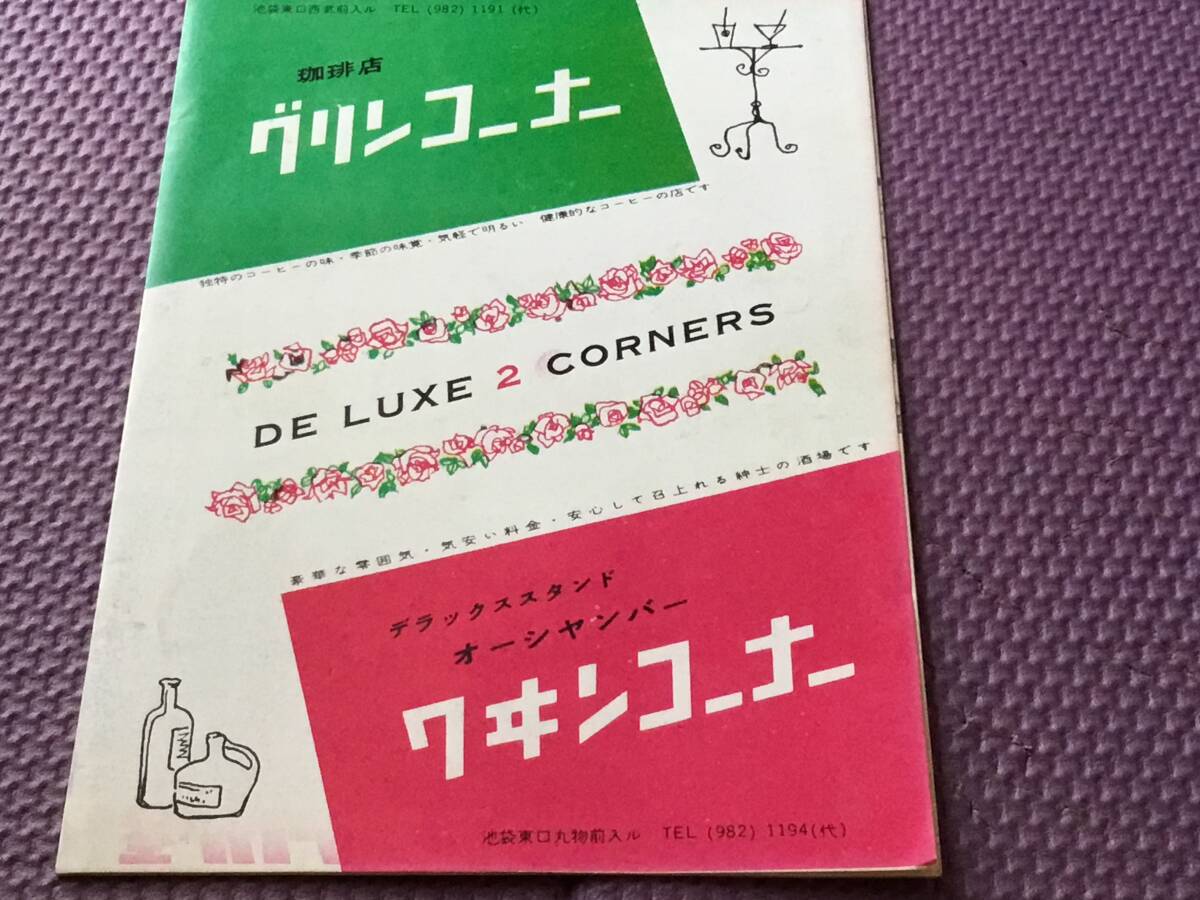 池袋東口西武前入ル TEL (982) 1191 (代)
珈琲店
グリンコーナー
独特のコーヒーの味・季節の味覚・気軽で明るい 健康的なコーヒーの店です
DE LUXE 2 CORNERS
豪華な雰囲気・気安い料金・安心して召上れる紳士の酒場です
デラックススタンド
オーシヤンバー
ワヰンコーナー
池袋東口丸物前入ル TEL (982) 1194(代)